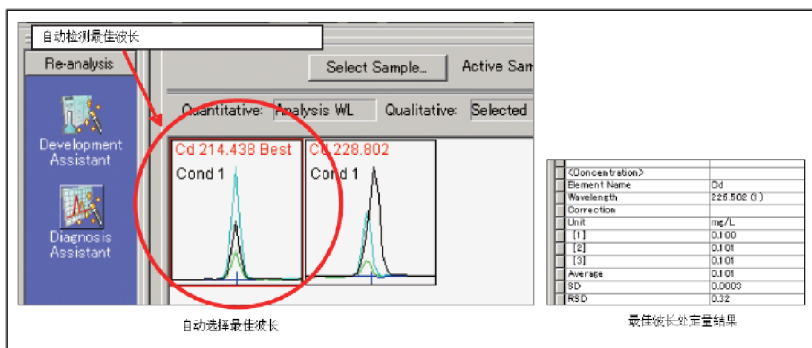 自动检测最佳波长
Re-analysis
Select Sample...
Active Sam
Quantitative: Analysis WL
Qualitative: Selected
Development
Assistant
Diagnosis
Assistant
Cd 214.438 Best
Cond 1
Cd 228.802
Cond 1
自动选择最佳波长
<Concentration>
Element Name Cd
Wavelength
Correction
Unit mg/L
[1] 0.100
[2] 0.101
[3] 0.101
Average 0.101
SD 0.0003
RSD 0.32
最佳波长处定量结果